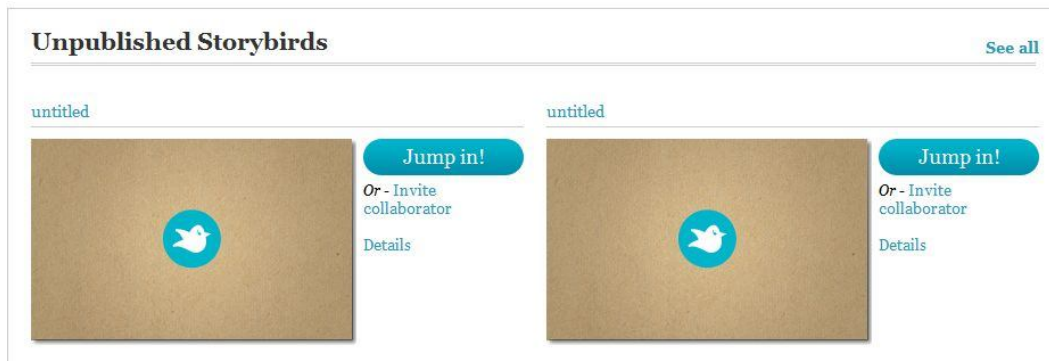 Unpublished Storybirds
See all
untitled
Jump in!
Or - Invite
collaborator
Details
untitled
Jump in!
Or - Invite
collaborator
Details